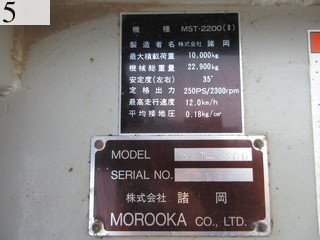 5
機 種 MST-2200(Ⅱ)
製造者名 株式会社 諸岡
最大積載荷重 10,000kg
機械総重量 22,900kg
安定度(左右) 35°
定格出力 250PS/2300rpm
最高走行速度 12.0km/h
平均接地圧 0.18kg/cm²
MODEL
SERIAL NO.
株式会社 諸岡
MOROOKA CO., LTD.